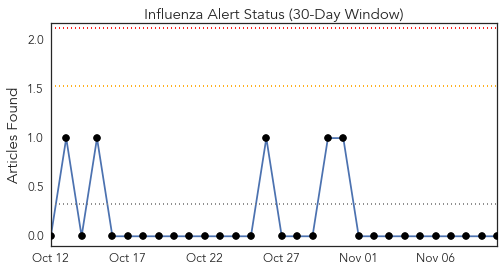 Influenza Alert Status (30-Day Window)
Articles Found
2.0
1.5
1.0
0.5
0.0
Oct 12 Oct 17 Oct 22 Oct 27 Nov 01 Nov 06